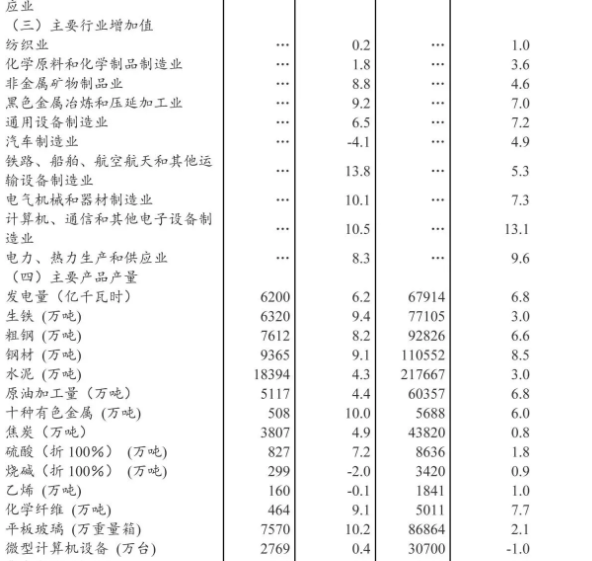 应业
（三）主要行业增加值
纺织业 … 0.2 … 1.0
化学原料和化学制品制造业 … 1.8 … 3.6
非金属矿物制品业 … 8.8 … 4.6
黑色金属冶炼和压延加工业 … 9.2 … 7.0
通用设备制造业 … 6.5 … 7.2
汽车制造业 … -4.1 … 4.9
铁路、船舶、航空航天和其他运
输设备制造业 … 13.8 … 5.3
电气机械和器材制造业 … 10.1 … 7.3
计算机、通信和其他电子设备制
造业 … 10.5 … 13.1
电力、热力生产和供应业 … 8.3 … 9.6
（四）主要产品产量
发电量（亿千瓦时） 6200 6.2 67914 6.8
生铁 (万吨) 6320 9.4 77105 3.0
粗钢 (万吨) 7612 8.2 92826 6.6
钢材 (万吨) 9365 9.1 110552 8.5
水泥 (万吨) 18394 4.3 217667 3.0
原油加工量（万吨） 5117 4.4 60357 6.8
十种有色金属 (万吨) 508 10.0 5688 6.0
焦炭（万吨） 3807 4.9 43820 0.8
硫酸（折 100%） (万吨) 827 7.2 8636 1.8
烧碱（折 100%） (万吨) 299 -2.0 3420 0.9
乙烯 (万吨) 160 -0.1 1841 1.0
化学纤维 (万吨) 464 9.1 5011 7.7
平板玻璃 (万重量箱) 7570 10.2 86864 2.1
微型计算机设备 (万台) 2769 0.4 30700 -1.0